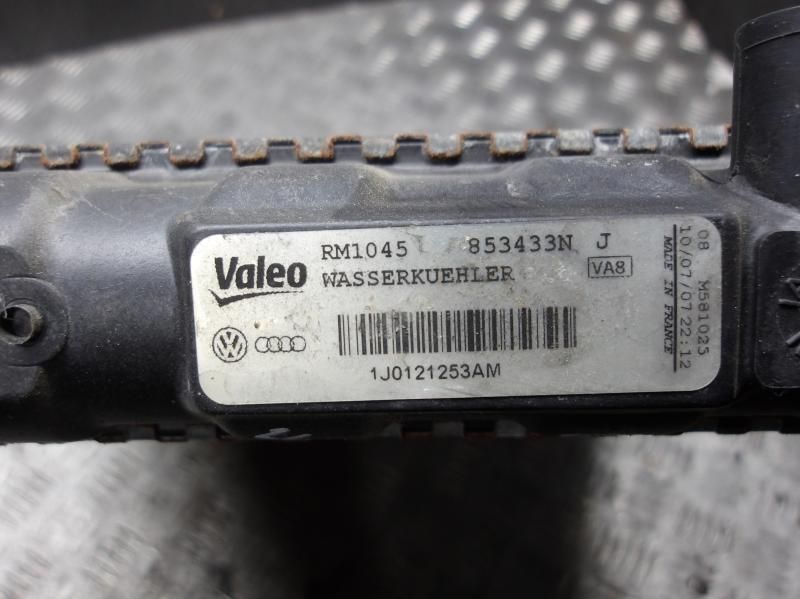 Valeo
RM1045 853433N J
WASSERKUEHLER
VA8
1J0121253AM
08 M581025
10/07/07 22:12
MADE IN FRANCE